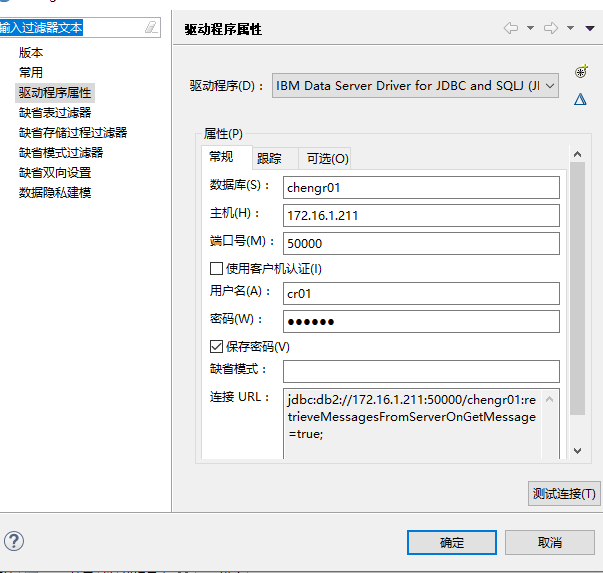 输入过滤器文本
版本
常用
驱动程序属性
缺省表过滤器
缺省存储过程过滤器
缺省模式过滤器
缺省双向设置
数据隐私建模
驱动程序属性
驱动程序(D)： IBM Data Server Driver for JDBC and SQLJ (JI
属性(P)
常规 跟踪 可选(O)
数据库(S)： chengr01
主机(H)： 172.16.1.211
端口号(M)： 50000
使用客户机认证(I)
用户名(A)： cr01
密码(W)： ●●●●●●
保存密码(V)
缺省模式：
连接 URL： jdbc:db2://172.16.1.211:50000/chengr01:re
trieveMessagesFromServerOnGetMessage
=true;
测试连接(T)
确定 取消